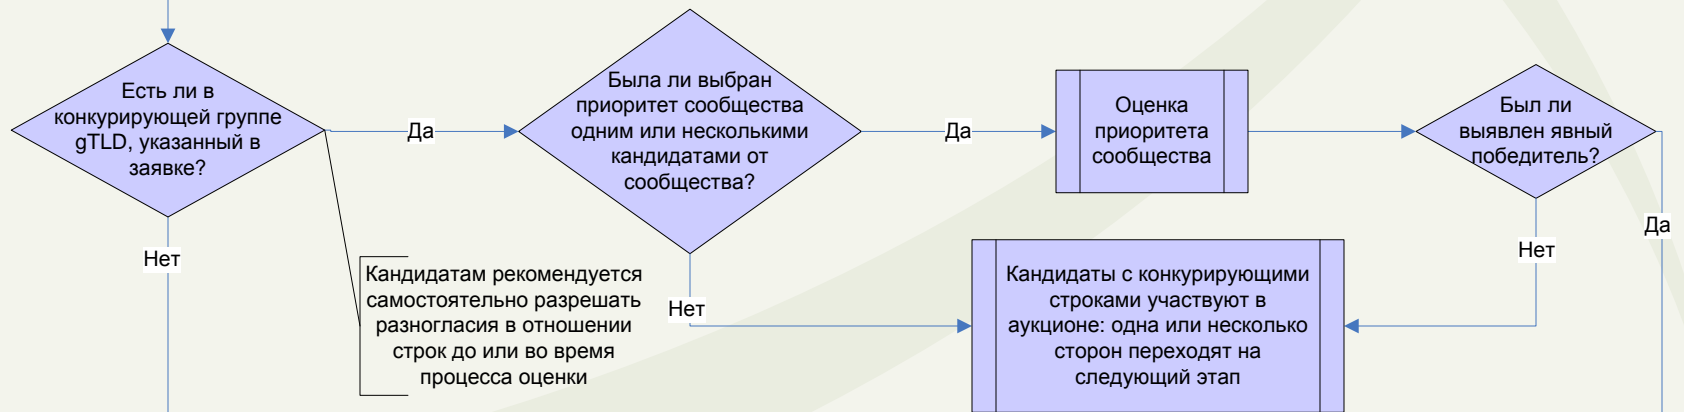 Есть ли в
конкурирующей группе
gTLD, указанный в
заявке?
Да
Была ли выбран
приоритет сообщества
одним или несколькими
кандидатами от
сообщества?
Да
Оценка
приоритета
сообщества
Был ли
выявлен явный
победитель?
Да
Нет
Нет
Кандидатам рекомендуется
самостоятельно разрешать
разногласия в отношении
строк до или во время
процесса оценки
Нет
Кандидаты с конкурирующими
строками участвуют в
аукционе: одна или несколько
сторон переходят на
следующий этап